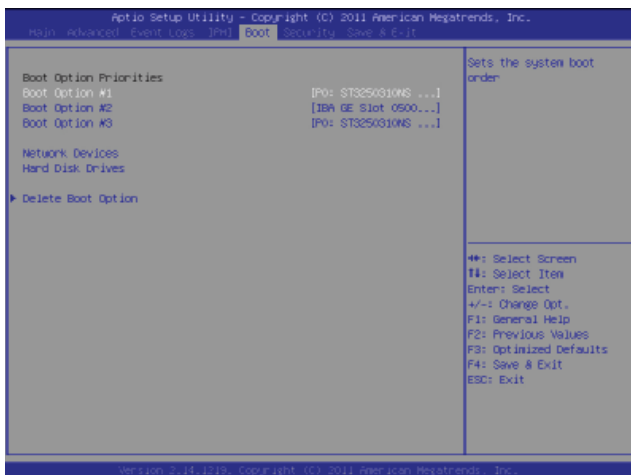 Aptio Setup Utility - Copyright (C) 2011 American Megatrends, Inc.
Main Advanced Event Logs IPMI Boot Security Save & Exit
Boot Option Priorities
Boot Option #1 [P0: ST3250310NS ...]
Boot Option #2 [IBA GE Slot 0500...]
Boot Option #3 [P0: ST3250310NS ...]
Network Devices
Hard Disk Drives
Delete Boot Option
Sets the system boot
order
: Select Screen
: Select Item
Enter: Select
+/-: Change Opt.
F1: General Help
F2: Previous Values
F3: Optimized Defaults
F4: Save & Exit
ESC: Exit
Version 2.14.1219. Copyright (C) 2011 American Megatrends, Inc.